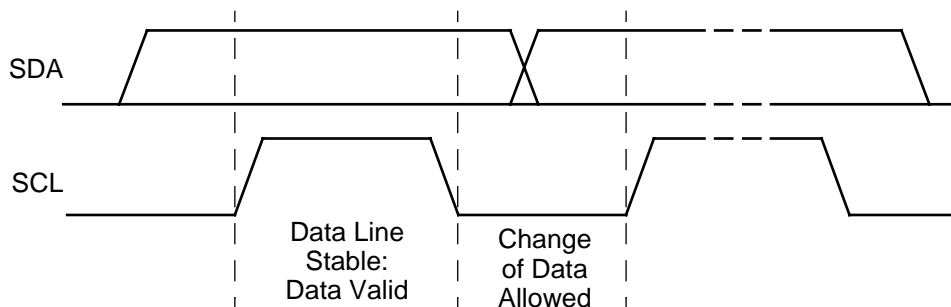 SDA
SCL
Data Line
Stable:
Data Valid
Change
of Data
Allowed